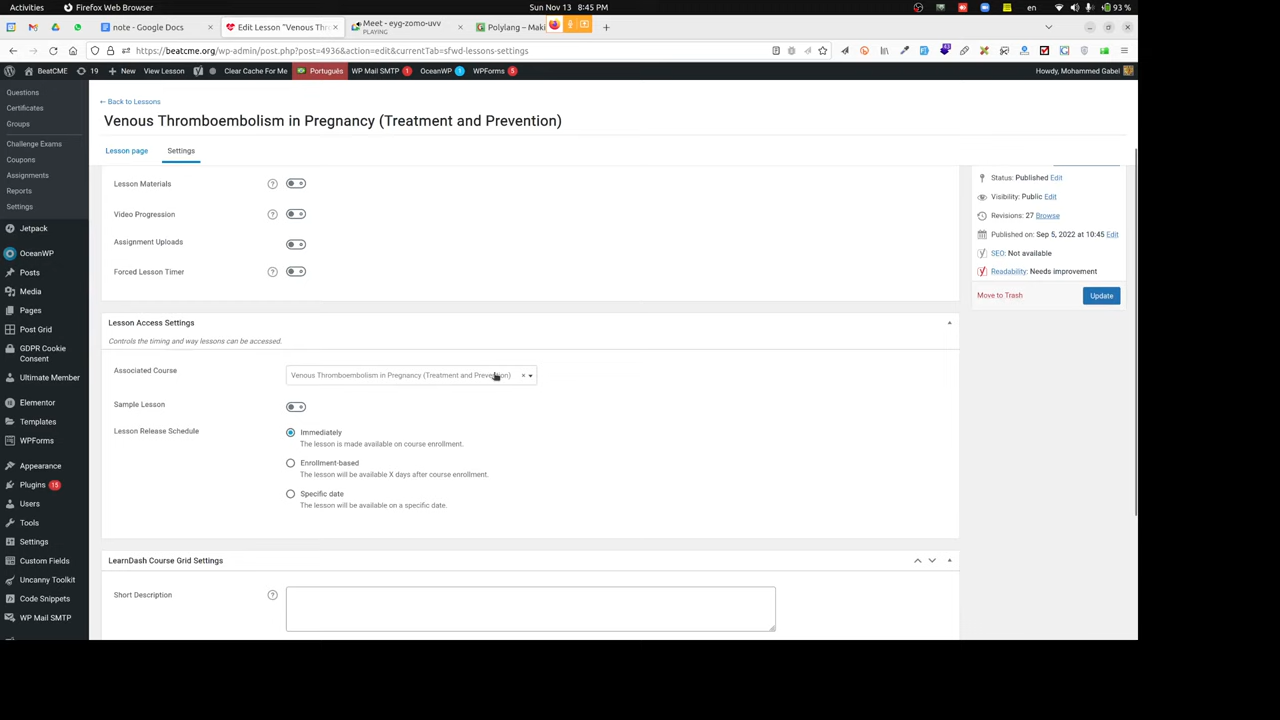 Activities
Firefox Web Browser
Sun Nov 13 8:45 PM
en
93 %
note - Google Docs
Edit Lesson "Venous Thr
Meet - eyg-zomo-uvv
PLAYING
Polylang – Maki
https://beatcme.org/wp-admin/post.php?post=4936&action=edit&currentTab=sfwd-lessons-settings
BeatCME
19
New
View Lesson
Clear Cache For Me
Português
WP Mail SMTP 1
OceanWP 1
WPForms 5
Howdy, Mohammed Gabel
Questions
Certificates
Groups
Challenge Exams
Coupons
Assignments
Reports
Settings
Jetpack
OceanWP
Posts
Media
Pages
Post Grid
GDPR Cookie
Consent
Ultimate Member
Elementor
Templates
WPForms
Appearance
Plugins 15
Users
Tools
Settings
Custom Fields
Uncanny Toolkit
Code Snippets
WP Mail SMTP
← Back to Lessons
Venous Thromboembolism in Pregnancy (Treatment and Prevention)
Lesson page
Settings
Lesson Materials
Video Progression
Assignment Uploads
Forced Lesson Timer
Lesson Access Settings
Controls the timing and way lessons can be accessed.
Associated Course
Venous Thromboembolism in Pregnancy (Treatment and Prevention)
Sample Lesson
Lesson Release Schedule
Immediately
The lesson is made available on course enrollment.
Enrollment-based
The lesson will be available X days after course enrollment.
Specific date
The lesson will be available on a specific date.
LearnDash Course Grid Settings
Short Description
Status: Published Edit
Visibility: Public Edit
Revisions: 27 Browse
Published on: Sep 5, 2022 at 10:45 Edit
SEO: Not available
Readability: Needs improvement
Move to Trash
Update